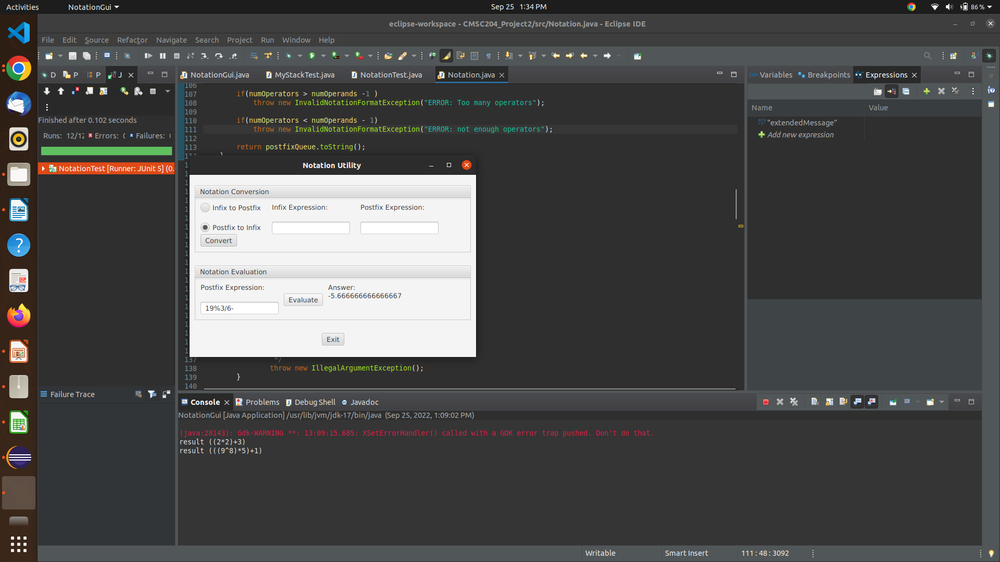 Activities
NotationGui
Sep 25 1:34 PM
86 %
eclipse-workspace - CMSC204_Project2/src/Notation.java - Eclipse IDE
File Edit Source Refactor Navigate Search Project Run Window Help
D P P J
NotationGui.java MyStackTest.java NotationTest.java Notation.java
Variables Breakpoints Expressions
Finished after 0.102 seconds
Runs: 12/12 Errors: Failures:
NotationTest [Runner: JUnit 5] (0.
Failure Trace
106
107 if(numOperators > numOperands -1 )
108 throw new InvalidNotationFormatException("ERROR: Too many operators");
109
110 if(numOperators < numOperands - 1)
111 throw new InvalidNotationFormatException("ERROR: not enough operators");
112
113 return postfixQueue.toString();
Notation Utility
Notation Conversion
Infix to Postfix Infix Expression: Postfix Expression:
Postfix to Infix
Convert
Notation Evaluation
Postfix Expression: Answer:
-5.666666666666667
Evaluate
19%3/6-
Exit
137 */
138 throw new IllegalArgumentException();
139 }
140
Name Value
"extendedMessage"
Add new expression
Console Problems Debug Shell Javadoc
NotationGui [Java Application] /usr/lib/jvm/jdk-17/bin/java (Sep 25, 2022, 1:09:02 PM)
(java:28143): Gdk-WARNING **: 13:09:15.685: XSetErrorHandler() called with a GDK error trap pushed. Don't do that.
result ((2*2)+3)
result (((9^8)*5)+1)
Writable Smart Insert 111 : 48 : 3092